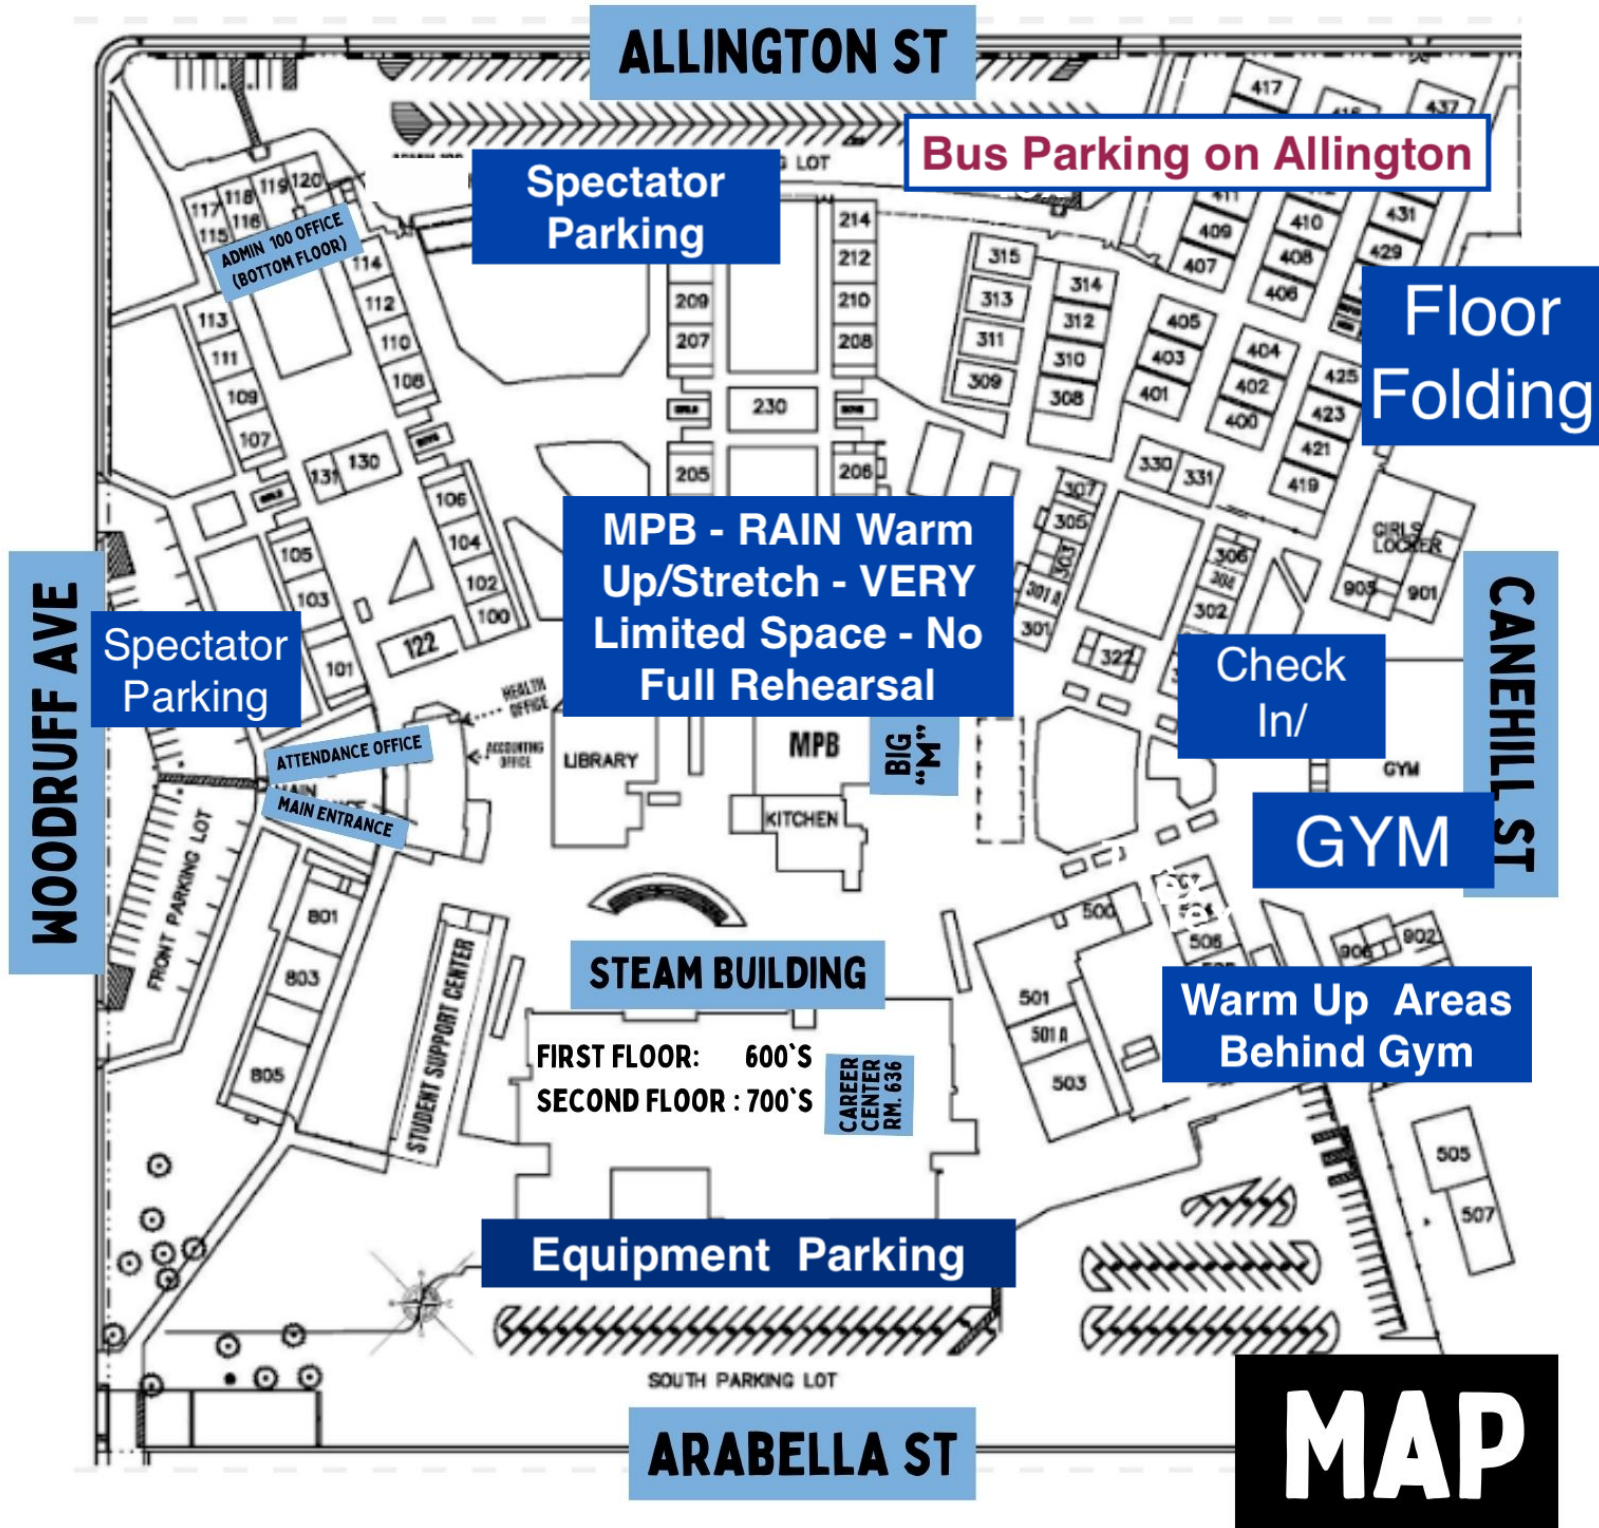 ALLINGTON ST
417
437
Bus Parking on Allington
LOT
Spectator
Parking
118 119 120
117 116
115
ADMIN 100 OFFICE
(BOTTOM FLOOR)
114
113
112
111
110
109
108
107
131 130
106
105
104
103
102
101
100
122
214
212
209 210
207 208
230
205 206
315
314
313
312
311
310
309
308
307
305
303
301A
301
330 331
306
304
302
322
411
410
431
409
408
429
407
406
405
404
425
403
402
423
401
400
421
419
Floor
Folding
GIRLS
LOCKER
901
MPB - RAIN Warm
Up/Stretch - VERY
Limited Space - No
Full Rehearsal
WOODRUFF AVE
Spectator
Parking
CANEHILL ST
Check
In/
HEALTH
OFFICE
ACCOUNTING
OFFICE
ATTENDANCE OFFICE
MAIN ENTRANCE
LIBRARY
MPB
BIG
"M"
KITCHEN
GYM
GYM
FRONT PARKING LOT
801
803
805
STUDENT SUPPORT CENTER
STEAM BUILDING
FIRST FLOOR: 600`S
SECOND FLOOR : 700`S
CAREER
CENTER
RM. 636
500
501
501 A
503
506
902
Warm Up Areas
Behind Gym
505
507
Equipment Parking
SOUTH PARKING LOT
ARABELLA ST
MAP